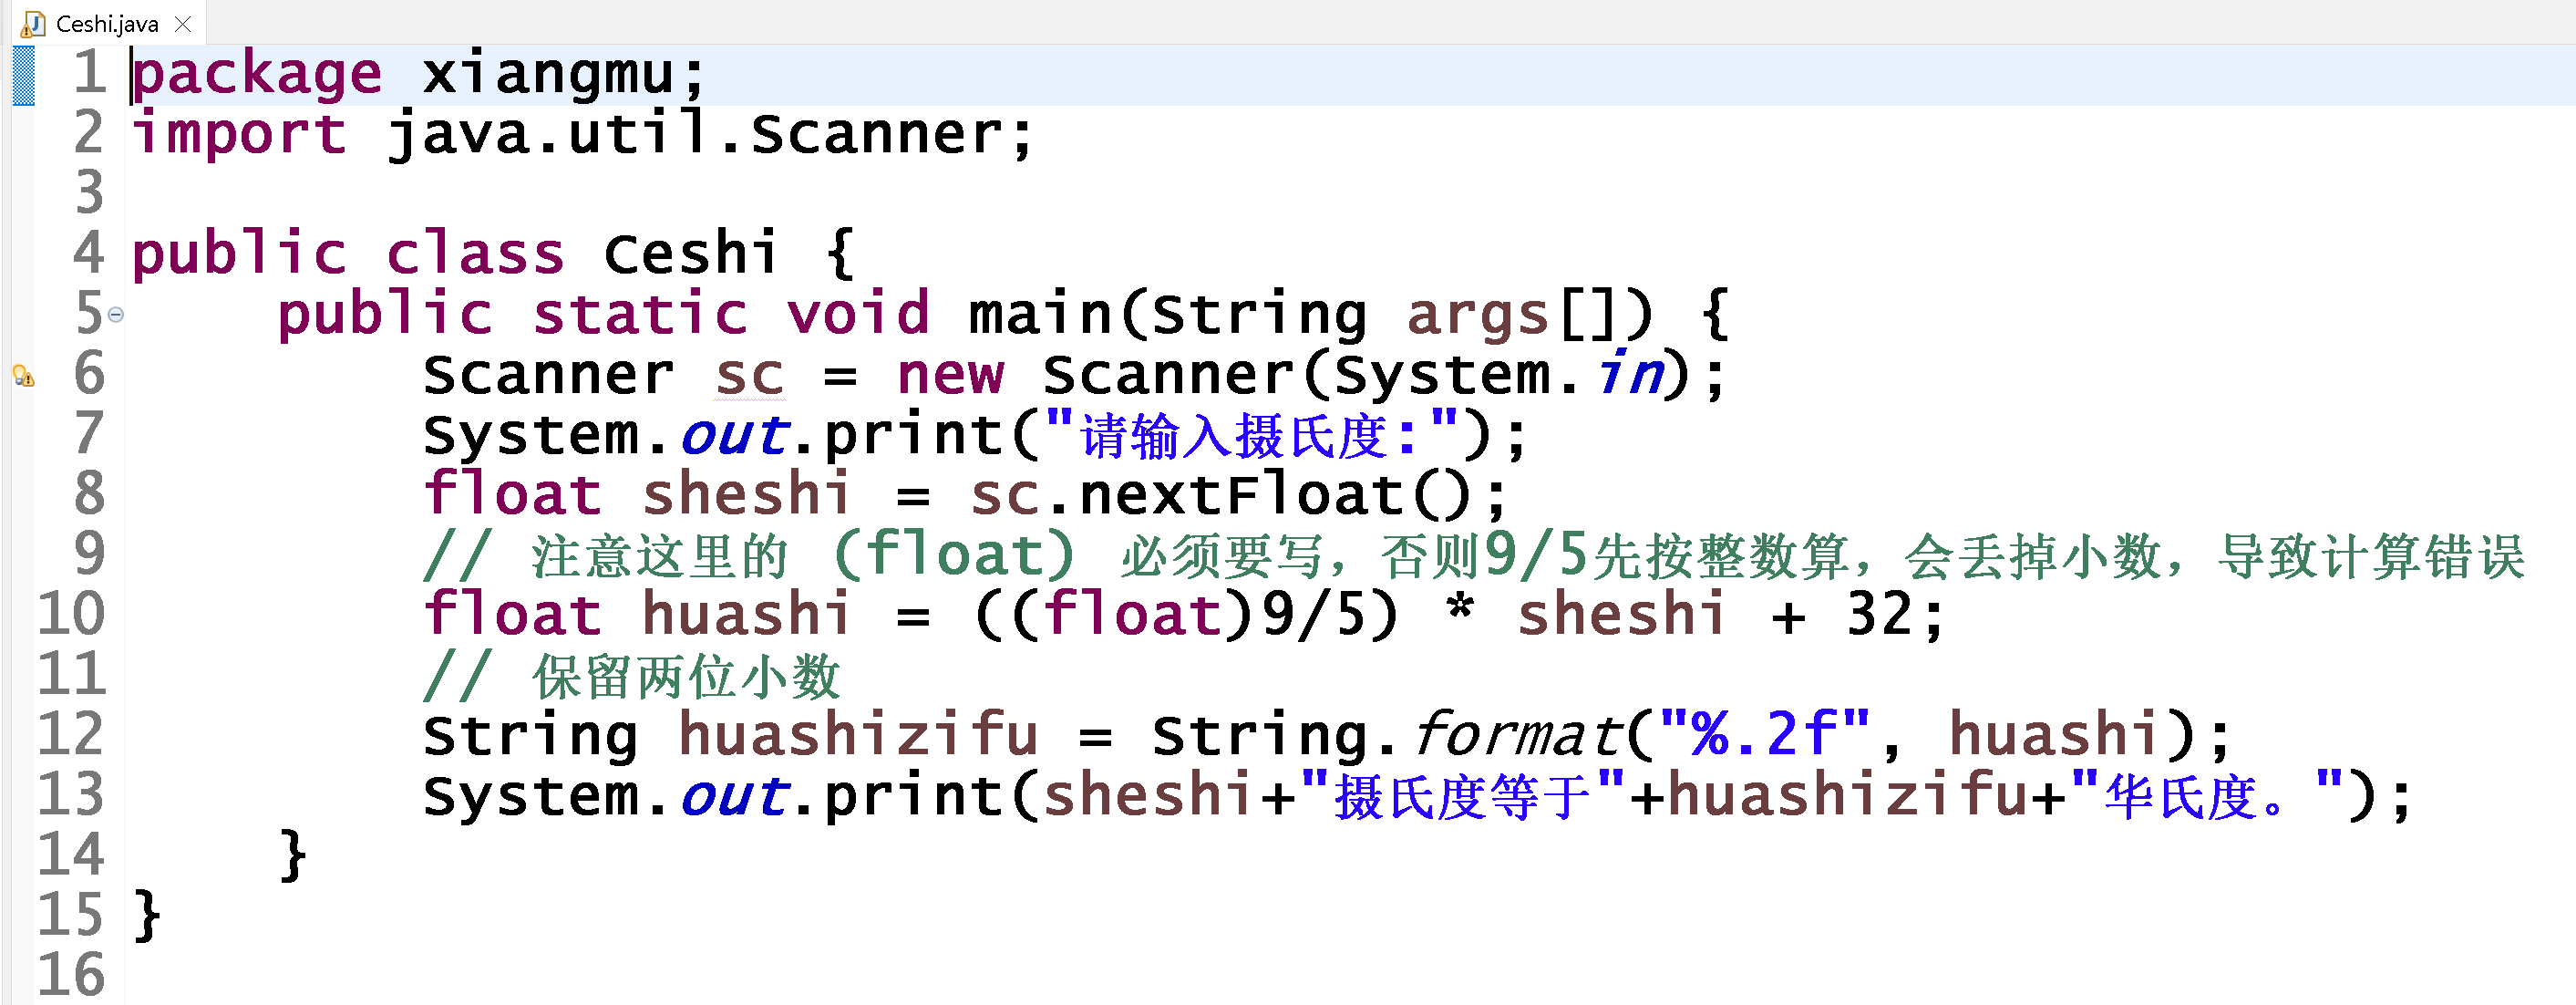 Ceshi.java
1 package xiangmu;
2 import java.util.Scanner;
3
4 public class Ceshi {
5     public static void main(String args[]) {
6         Scanner sc = new Scanner(System.in);
7         System.out.print("请输入摄氏度:");
8         float sheshi = sc.nextFloat();
9         // 注意这里的 (float) 必须要写，否则9/5先按整数算，会丢掉小数，导致计算错误
10         float huashi = ((float)9/5) * sheshi + 32;
11         // 保留两位小数
12         String huashizifu = String.format("%.2f", huashi);
13         System.out.print(sheshi+"摄氏度等于"+huashizifu+"华氏度。");
14     }
15 }
16